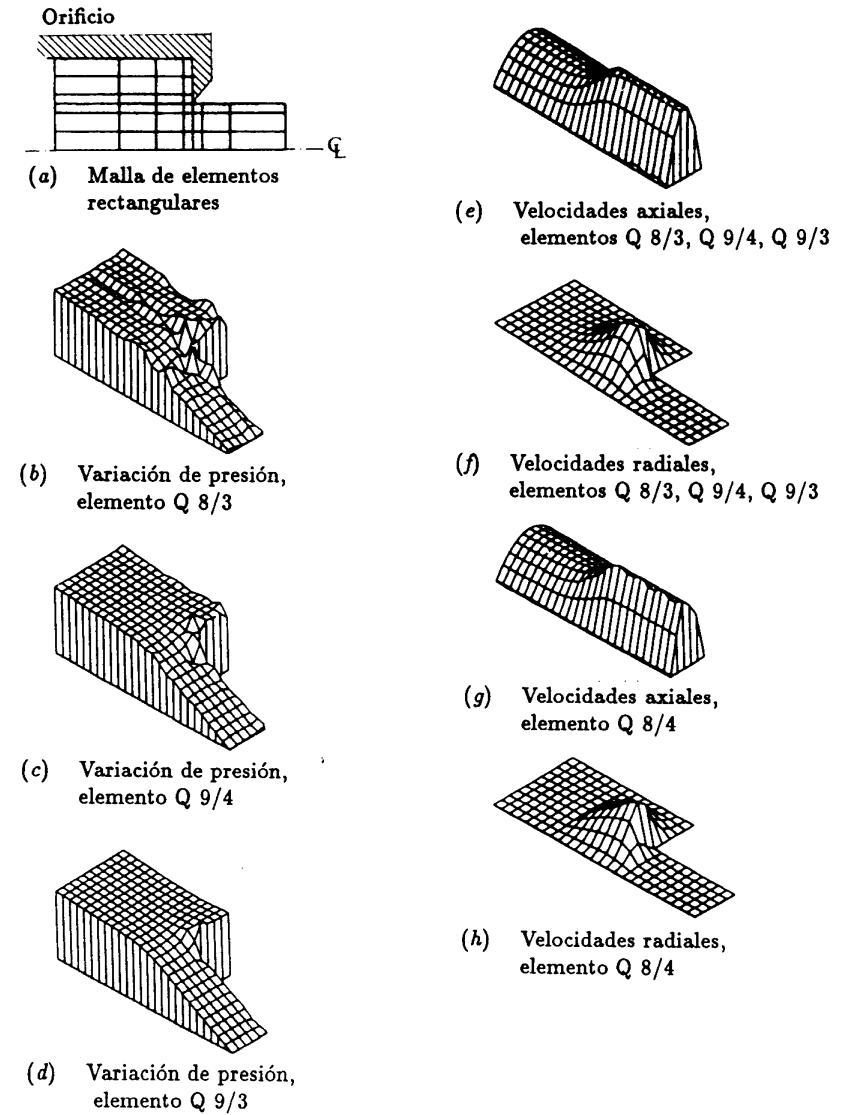 Orificio
℄
(a) Malla de elementos
rectangulares
(b) Variación de presión,
elemento Q 8/3
(c) Variación de presión,
elemento Q 9/4
(d) Variación de presión,
elemento Q 9/3
(e) Velocidades axiales,
elementos Q 8/3, Q 9/4, Q 9/3
(f) Velocidades radiales,
elementos Q 8/3, Q 9/4, Q 9/3
(g) Velocidades axiales,
elemento Q 8/4
(h) Velocidades radiales,
elemento Q 8/4